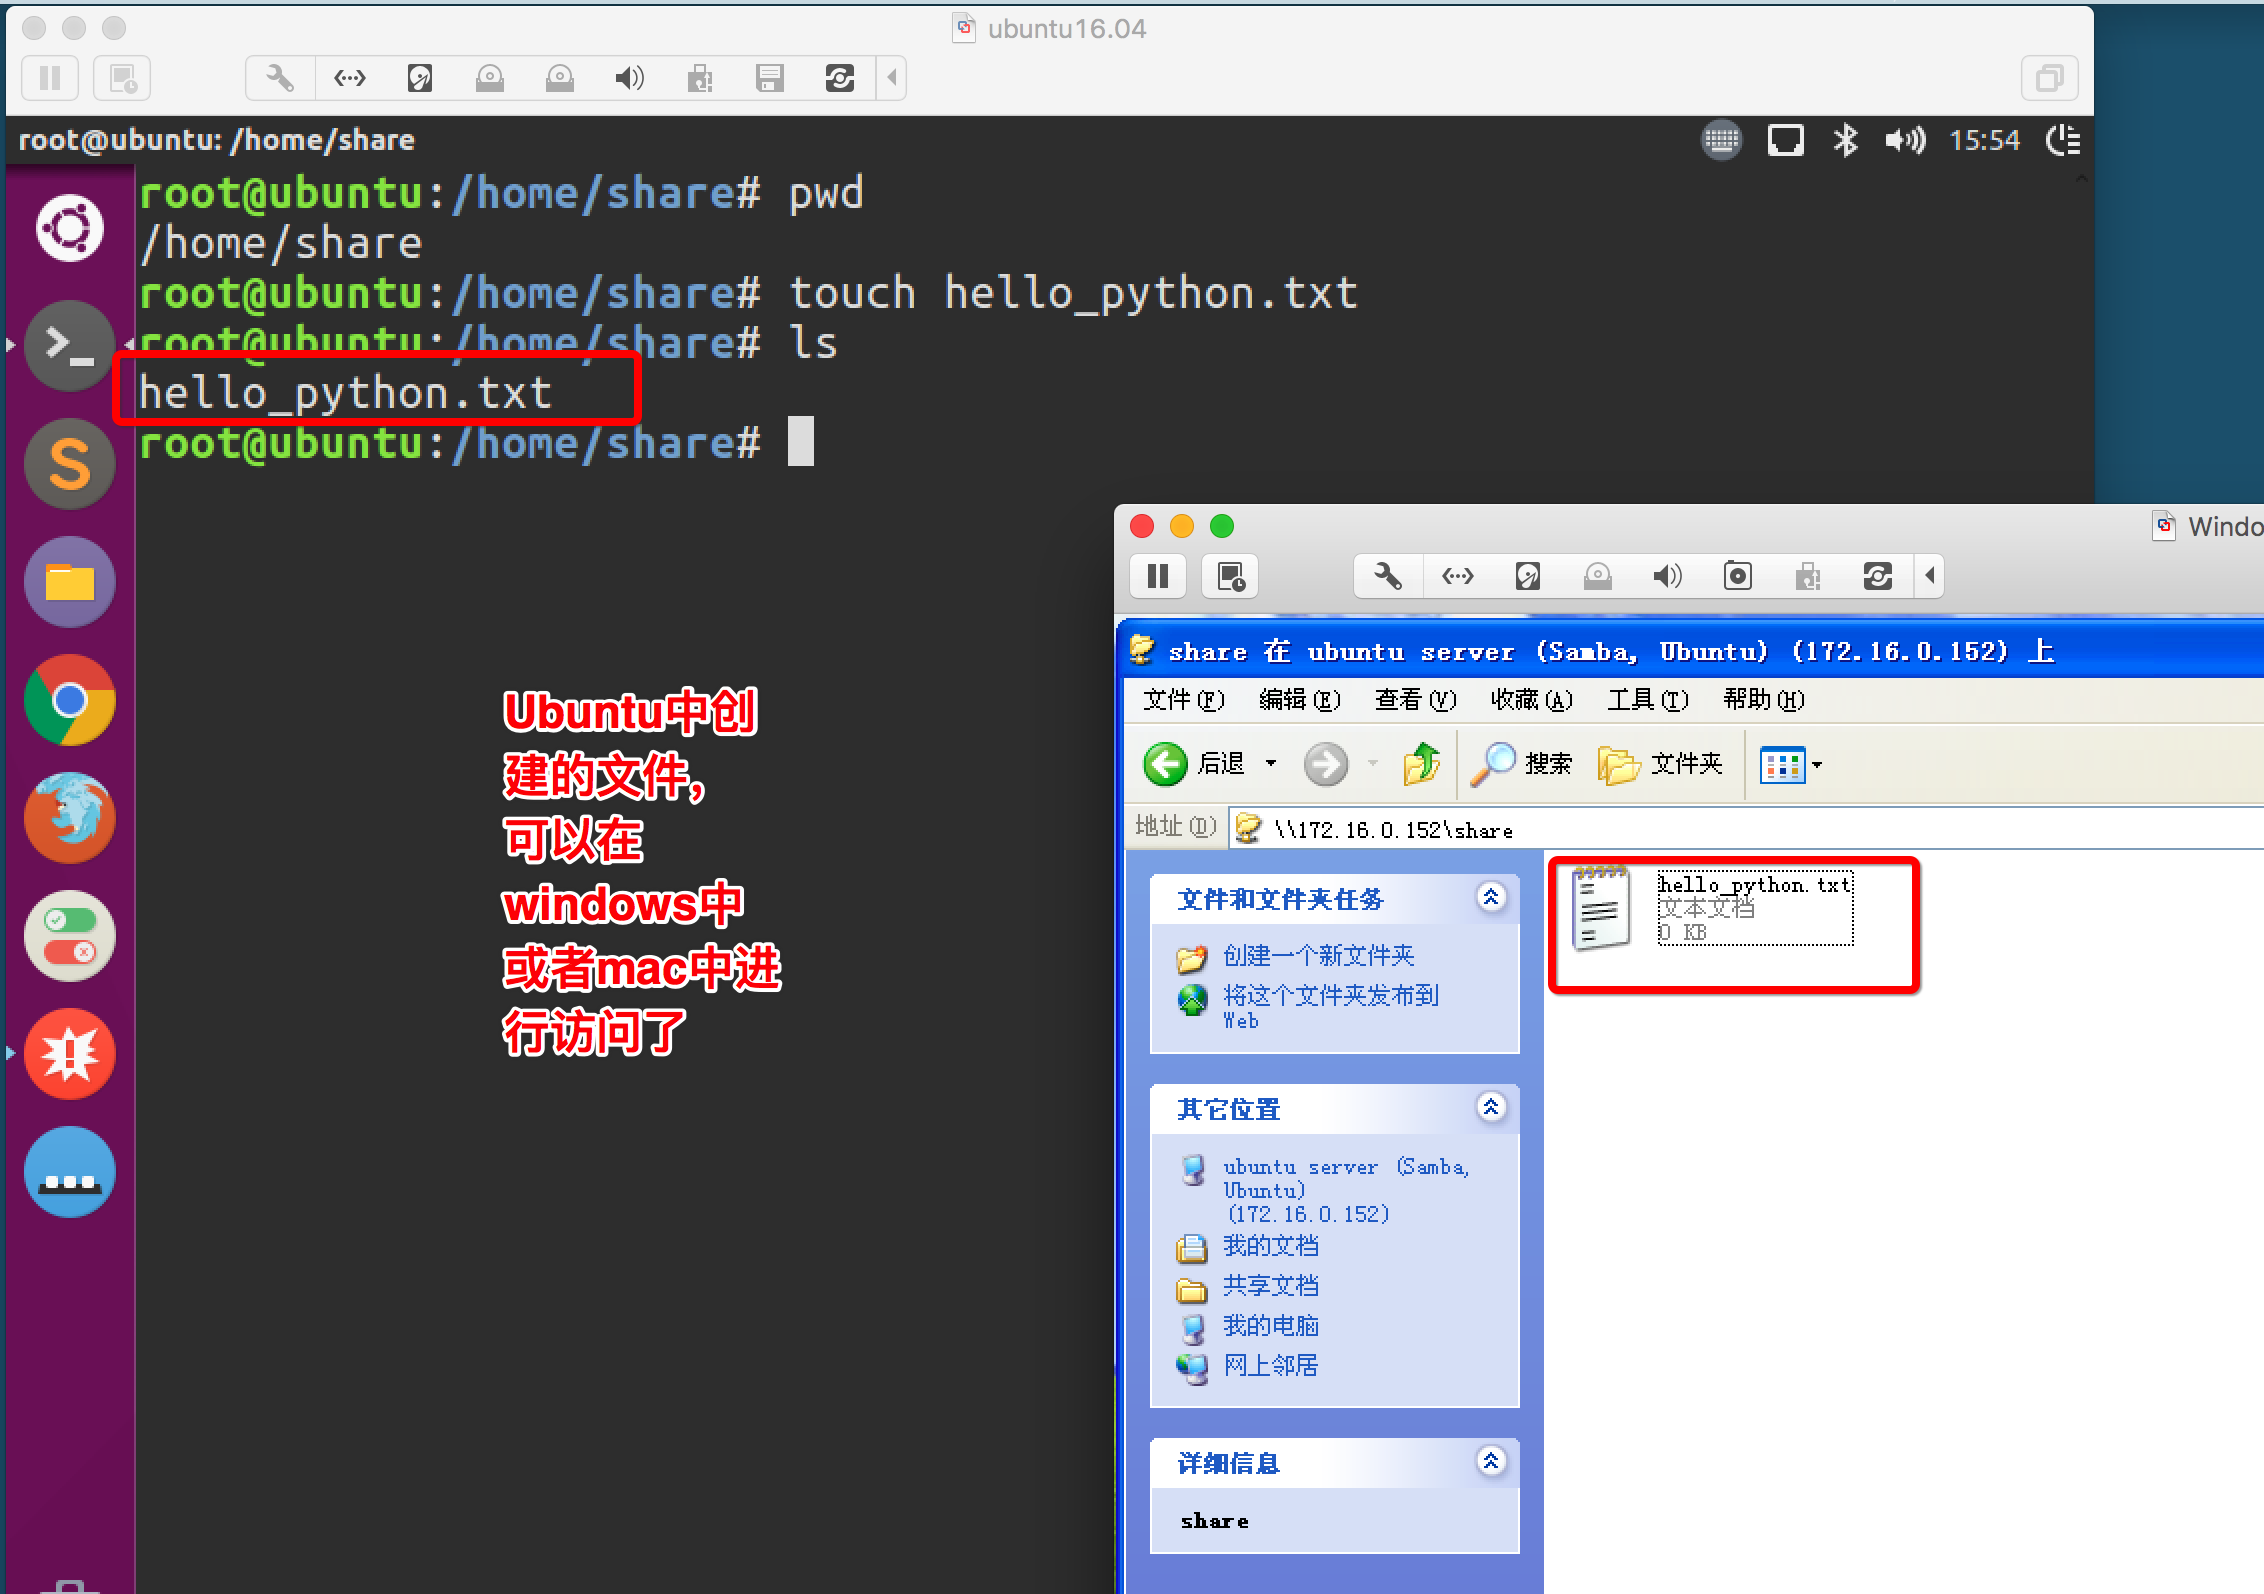 ubuntu16.04
root@ubuntu: /home/share
15:54
root@ubuntu:/home/share# pwd
/home/share
root@ubuntu:/home/share# touch hello_python.txt
root@ubuntu:/home/share# ls
hello_python.txt
root@ubuntu:/home/share#
Ubuntu中创
建的文件，
可以在
windows中
或者mac中进
行访问了
Windo
share 在 ubuntu server (Samba, Ubuntu) (172.16.0.152) 上
文件(F) 编辑(E) 查看(V) 收藏(A) 工具(T) 帮助(H)
后退 搜索 文件夹
地址(D) \\172.16.0.152\share
文件和文件夹任务
创建一个新文件夹
将这个文件夹发布到
Web
其它位置
ubuntu server (Samba,
Ubuntu)
(172.16.0.152)
我的文档
共享文档
我的电脑
网上邻居
详细信息
share
hello_python.txt
文本文档
0 KB